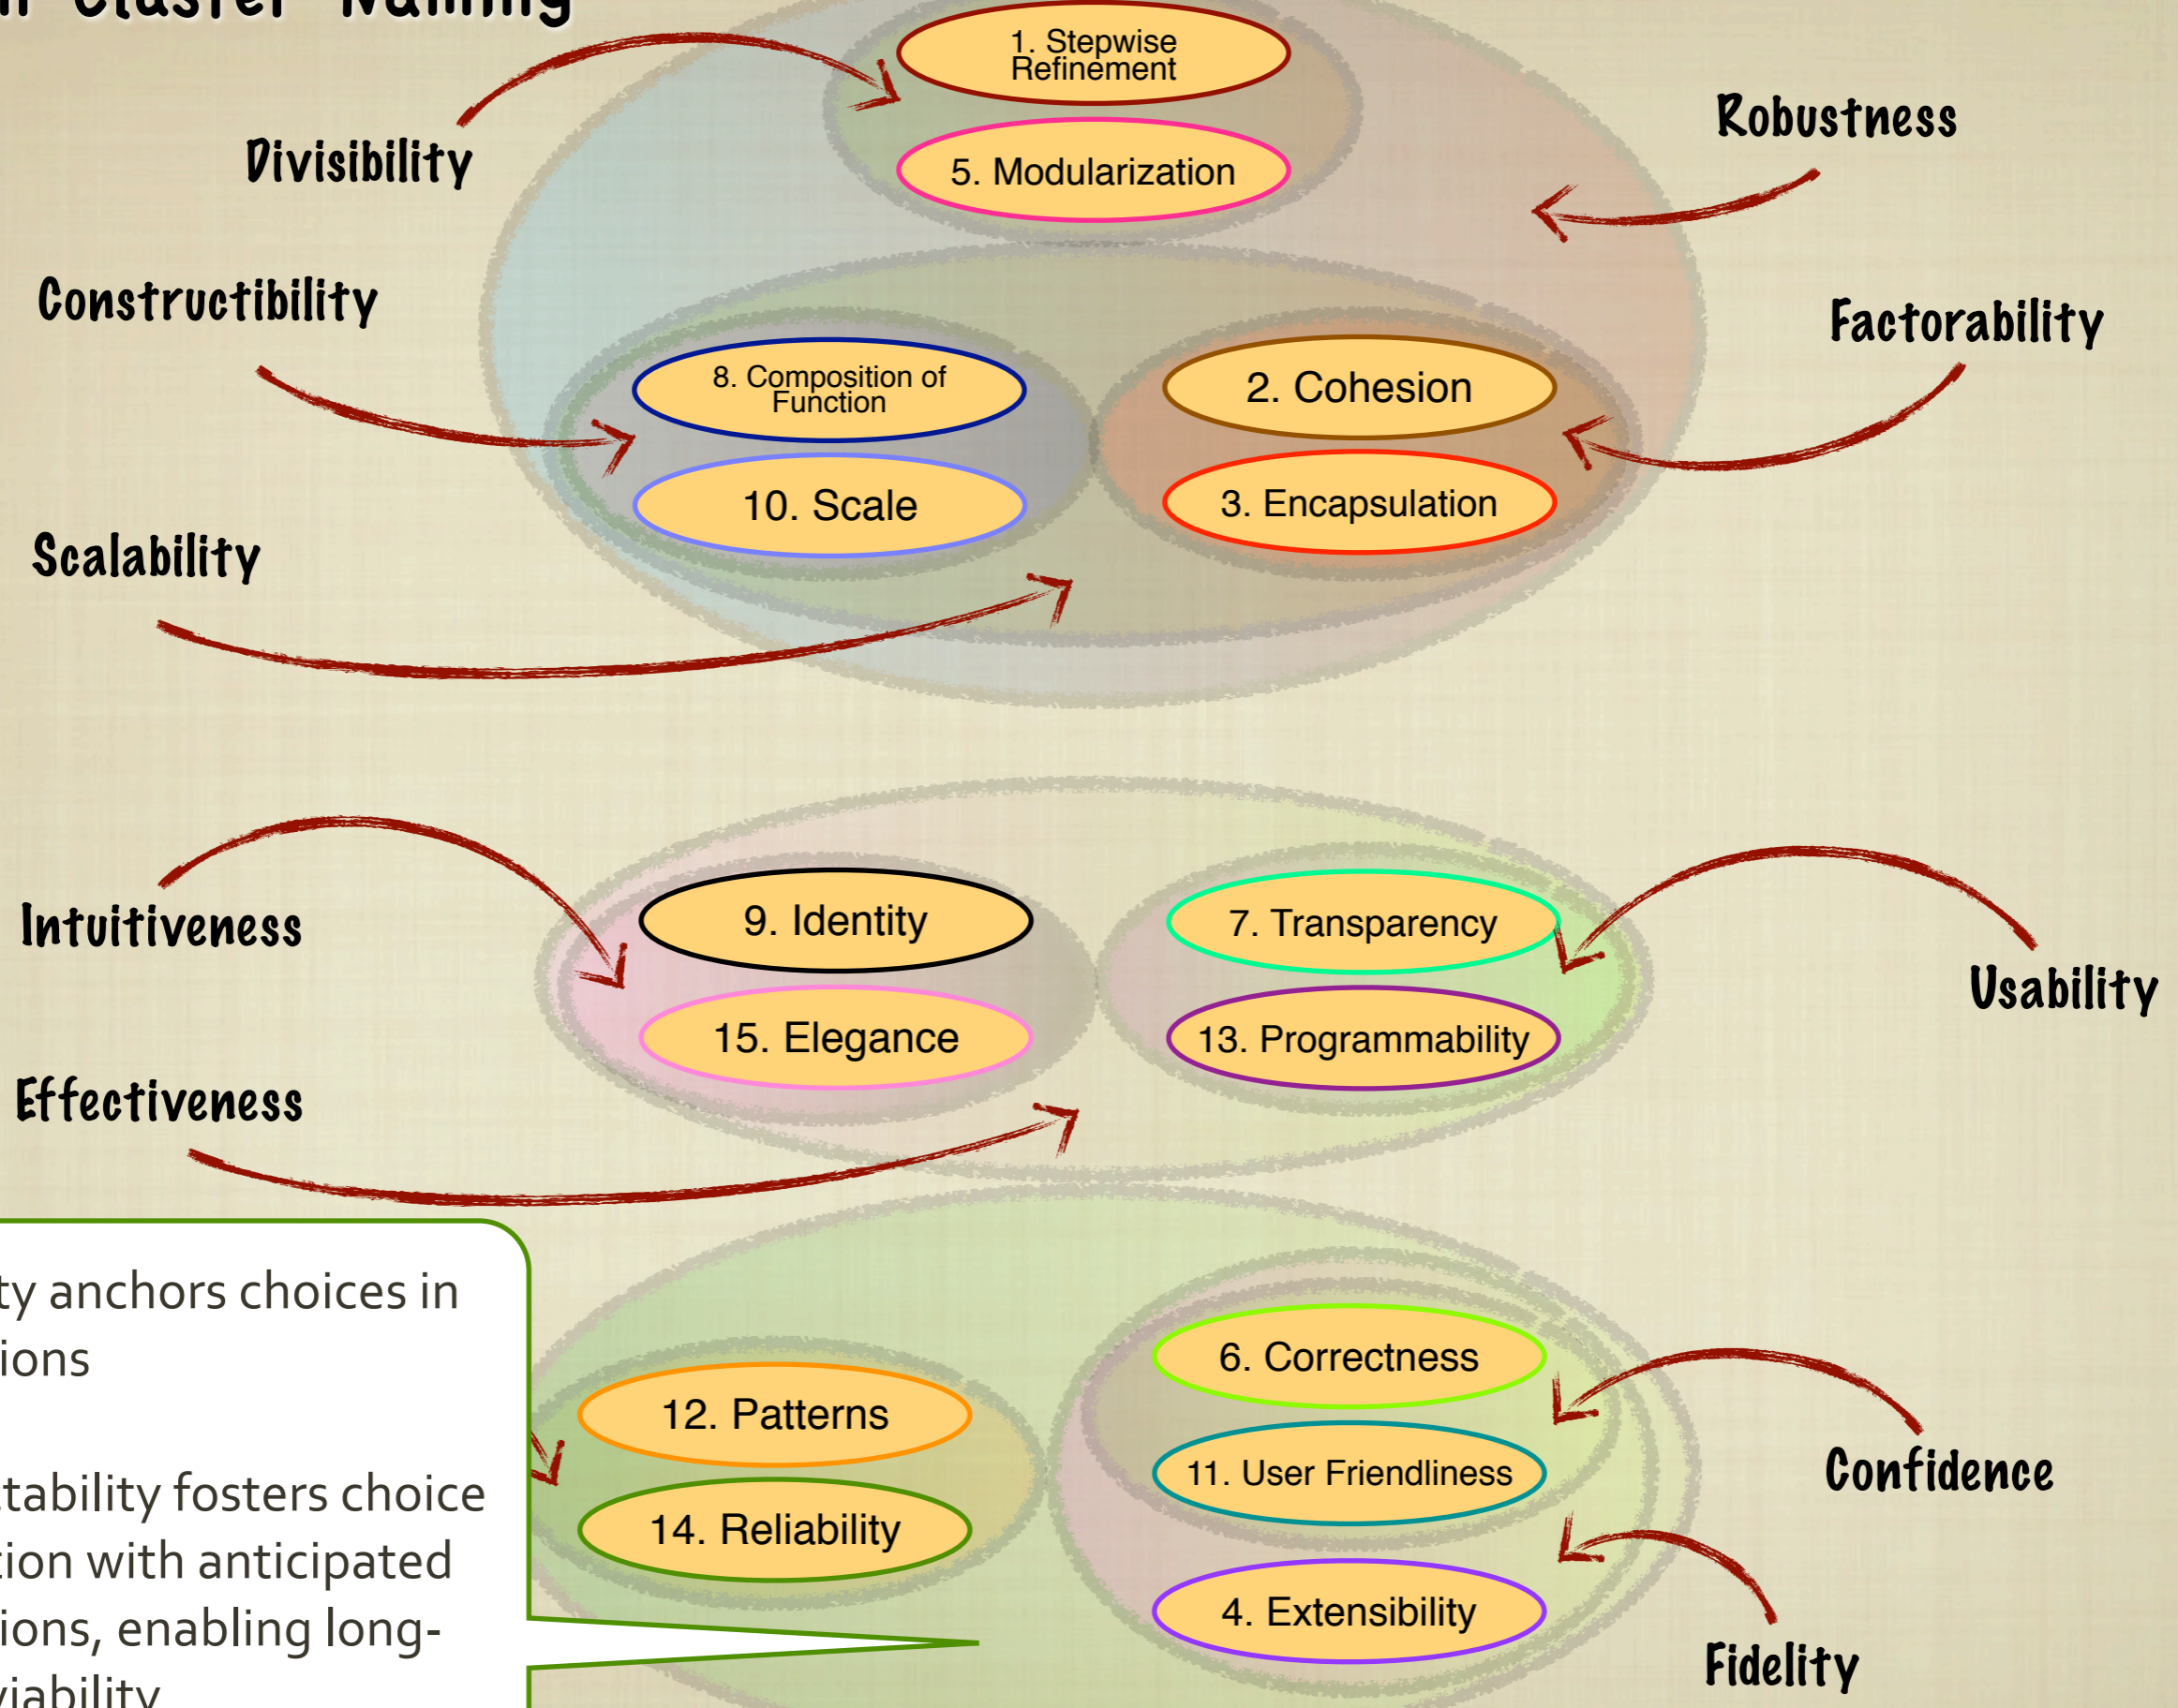 Cluster Naming
1. Stepwise
Refinement
Divisibility
Robustness
5. Modularization
Constructibility
Factorability
8. Composition of
Function
2. Cohesion
10. Scale
3. Encapsulation
Scalability
Intuitiveness
9. Identity
7. Transparency
Usability
15. Elegance
13. Programmability
Effectiveness
ty anchors choices in
ions
tability fosters choice
tion with anticipated
ions, enabling long-
viability
6. Correctness
12. Patterns
11. User Friendliness
Confidence
14. Reliability
4. Extensibility
Fidelity